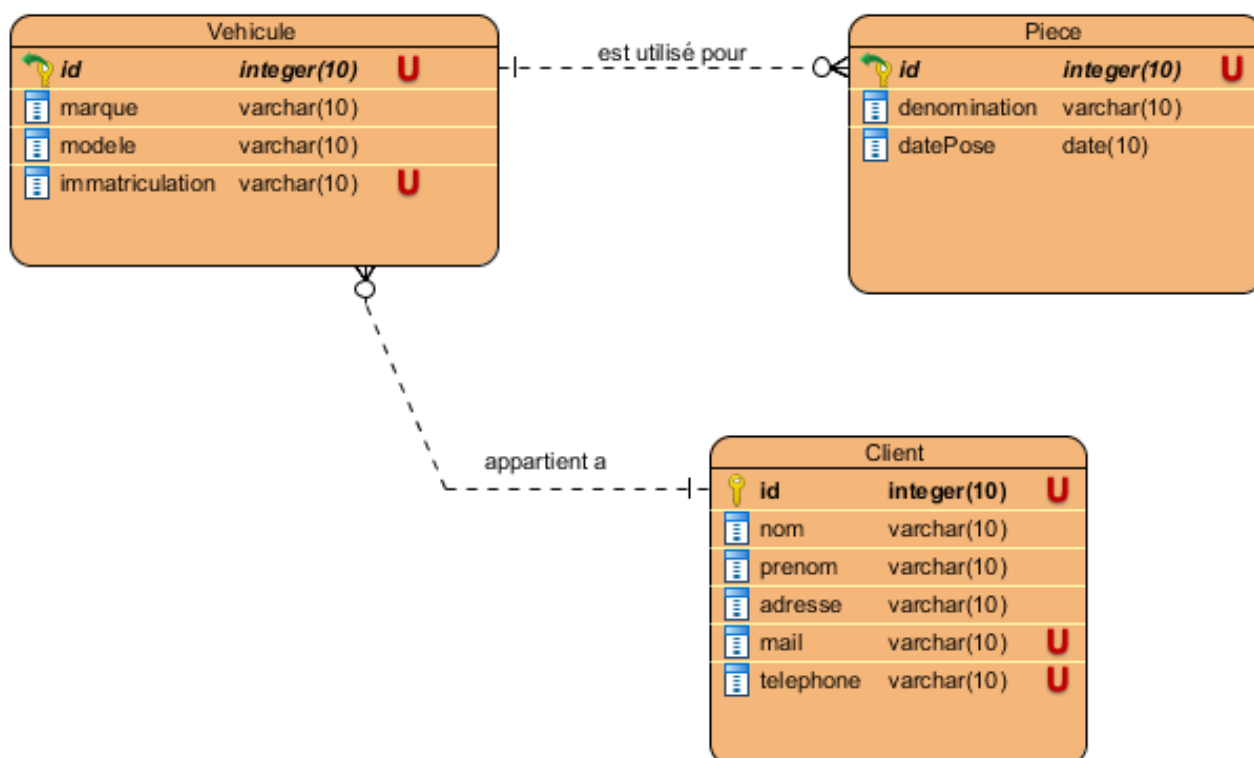 Vehicule
id integer(10) U
marque varchar(10)
modele varchar(10)
immatriculation varchar(10) U
est utilisé pour
Piece
id integer(10) U
denomination varchar(10)
datePose date(10)
appartient a
Client
id integer(10) U
nom varchar(10)
prenom varchar(10)
adresse varchar(10)
mail varchar(10) U
telephone varchar(10) U